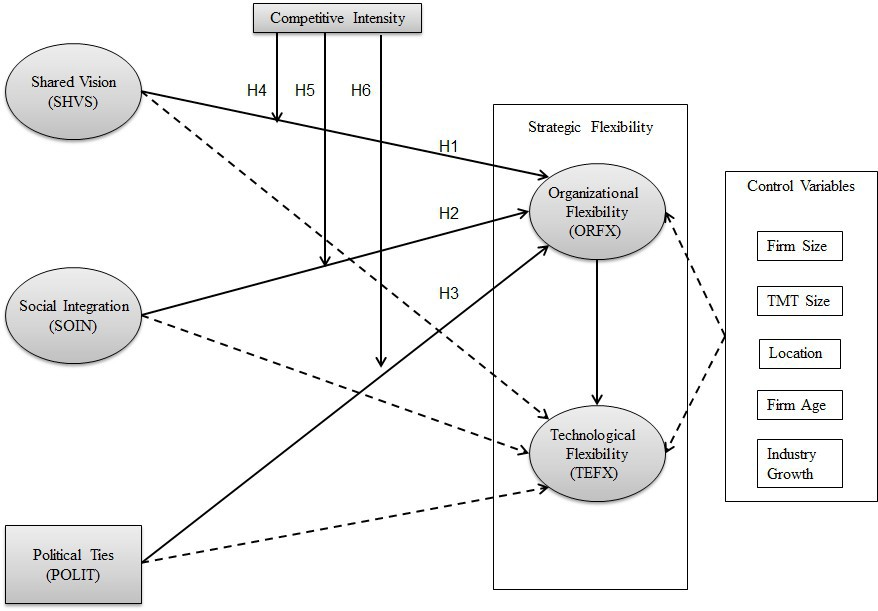 Competitive Intensity
Shared Vision
(SHVS)
H4
H5
H6
H1
H2
H3
Social Integration
(SOIN)
Political Ties
(POLIT)
Strategic Flexibility
Organizational
Flexibility
(ORFX)
Technological
Flexibility
(TEFX)
Control Variables
Firm Size
TMT Size
Location
Firm Age
Industry
Growth